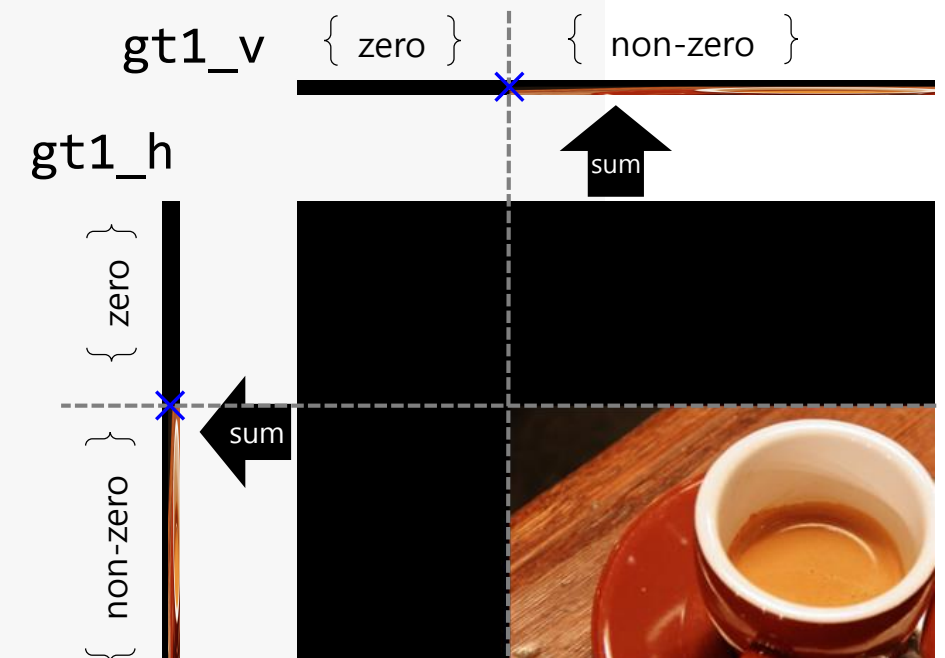 gt1_v { zero } { non-zero }
sum
gt1_h
{ zero }
sum
{ non-zero }